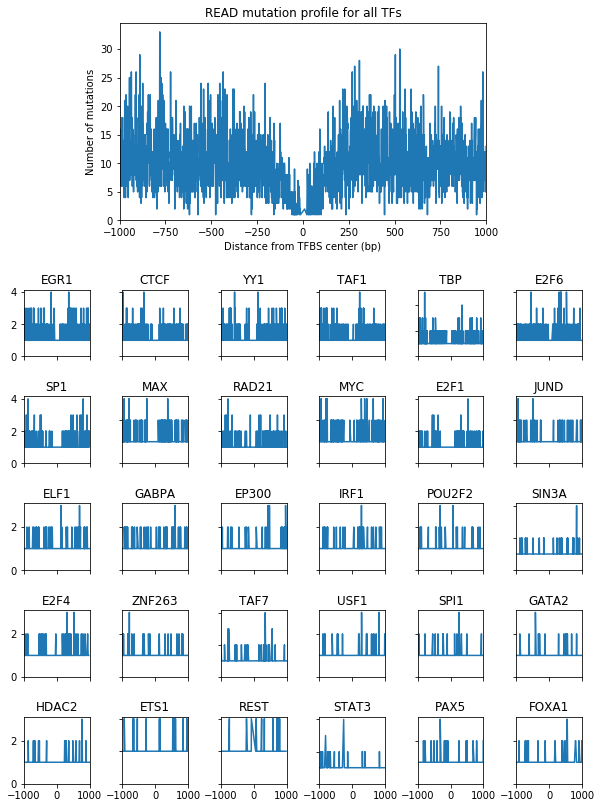 READ mutation profile for all TFs
30
25
20
15
10
5
0
Number of mutations
−1000 −750 −500 −250 0 250 500 750 1000
Distance from TFBS center (bp)
EGR1 CTCF YY1 TAF1 TBP E2F6
4
2
0
SP1 MAX RAD21 MYC E2F1 JUND
4
2
0
ELF1 GABPA EP300 IRF1 POU2F2 SIN3A
2
0
E2F4 ZNF263 TAF7 USF1 SPI1 GATA2
2
0
HDAC2 ETS1 REST STAT3 PAX5 FOXA1
2
0
−1000 0 1000 −1000 0 1000 −1000 0 1000 −1000 0 1000 −1000 0 1000 −1000 0 1000